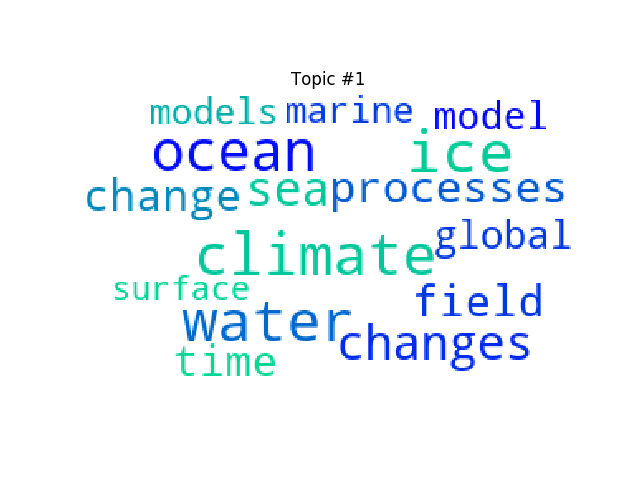 Topic #1
models marine model
ocean ice
change sea processes
climate global
surface field
water changes
time